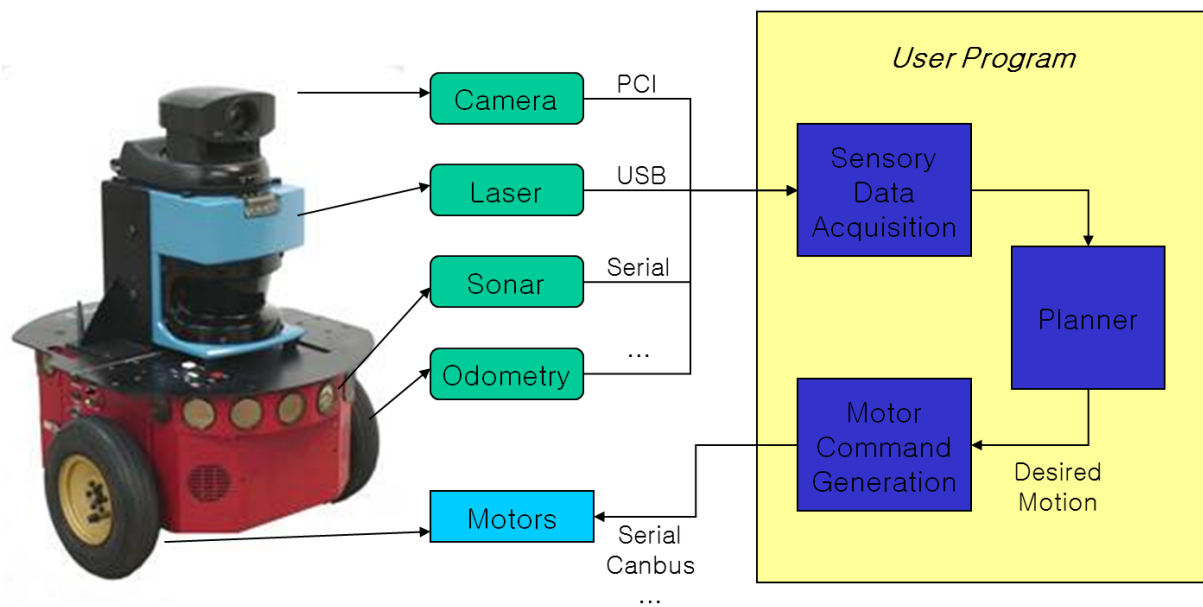 User Program
Camera
PCI
Laser
USB
Sonar
Serial
Odometry
...
Sensory
Data
Acquisition
Planner
Motor
Command
Generation
Desired
Motion
Motors
Serial
Canbus
...